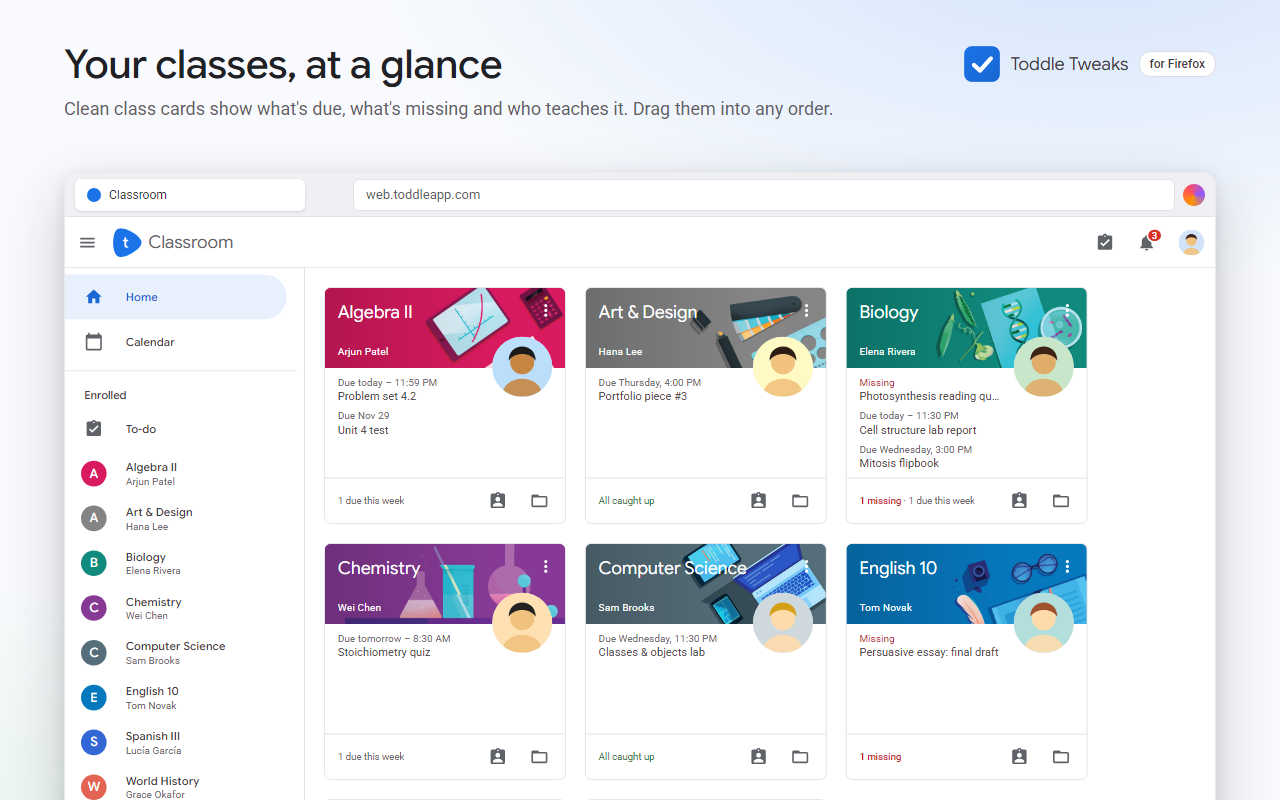 Your classes, at a glance
Toddle Tweaks
for Firefox
Clean class cards show what's due, what's missing and who teaches it. Drag them into any order.
Classroom
web.toddleapp.com
t
Classroom
3
Home
Calendar
Enrolled
To-do
A
Algebra II
Arjun Patel
A
Art & Design
Hana Lee
B
Biology
Elena Rivera
C
Chemistry
Wei Chen
C
Computer Science
Sam Brooks
E
English 10
Tom Novak
S
Spanish III
Lucía García
W
World History
Grace Okafor
Algebra II
Arjun Patel
Due today – 11:59 PM
Problem set 4.2
Due Nov 29
Unit 4 test
1 due this week
Art & Design
Hana Lee
Due Thursday, 4:00 PM
Portfolio piece #3
All caught up
Biology
Elena Rivera
Missing
Photosynthesis reading qu...
Due today – 11:30 PM
Cell structure lab report
Due Wednesday, 3:00 PM
Mitosis flipbook
1 missing · 1 due this week
Chemistry
Wei Chen
Due tomorrow – 8:30 AM
Stoichiometry quiz
1 due this week
Computer Science
Sam Brooks
Due Wednesday, 11:30 PM
Classes & objects lab
All caught up
English 10
Tom Novak
Missing
Persuasive essay: final draft
1 missing